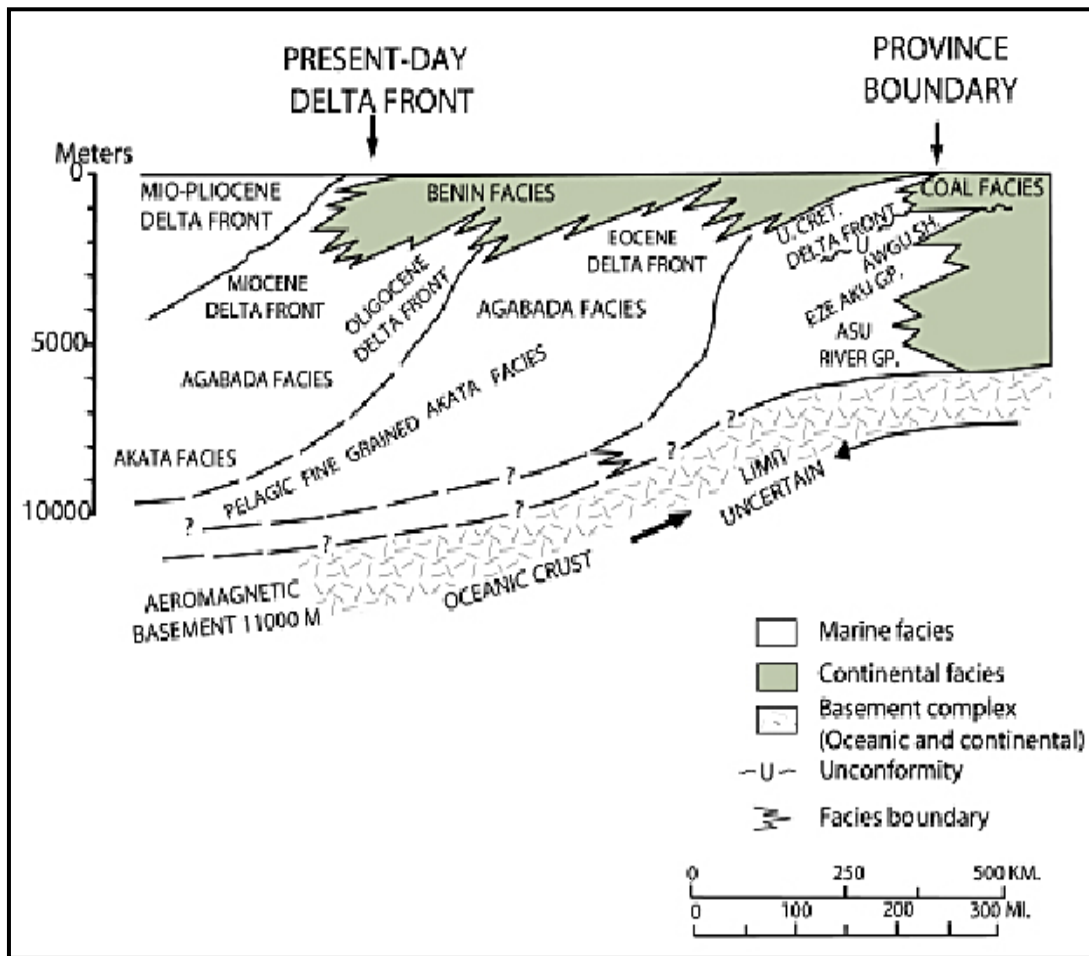 PRESENT-DAY
DELTA FRONT
PROVINCE
BOUNDARY
Meters
0
5000
10000
MIO-PLIOCENE
DELTA FRONT
BENIN FACIES
COAL FACIES
MIOCENE
DELTA FRONT
OLIGOCENE
DELTA FRONT
EOCENE
DELTA FRONT
U. CRET.
DELTA FRONT
U
AWGU SH.
EZE AKU GP.
ASU
RIVER GP.
AGABADA FACIES
AGABADA FACIES
AKATA FACIES
PELAGIC FINE GRAINED AKATA FACIES
?
?
?
?
?
?
?
?
LIMIT
UNCERTAIN
OCEANIC CRUST
AEROMAGNETIC
BASEMENT 11000 M
Marine facies
Continental facies
Basement complex
(Oceanic and continental)
-U- Unconformity
Facies boundary
0 250 500 KM.
0 100 200 300 MI.